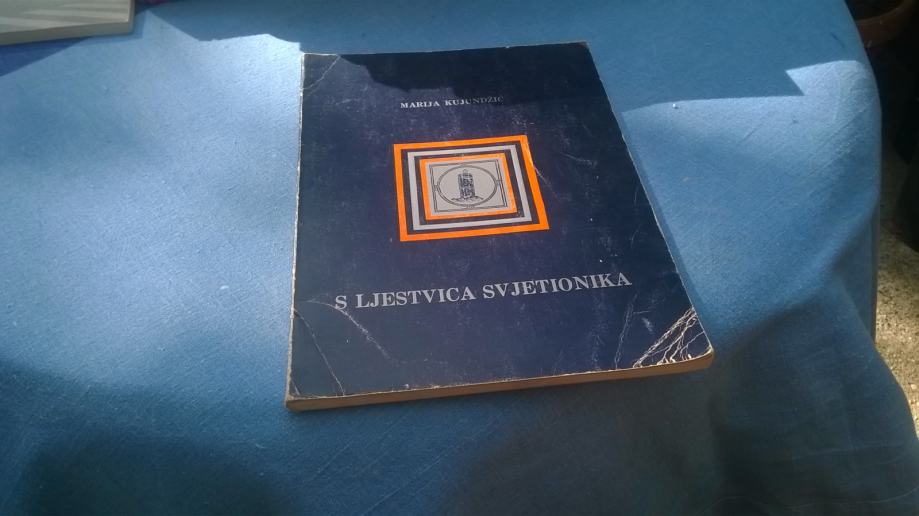 MARIJA KUJUNDŽIĆ
S LJESTVICA SVJETIONIKA